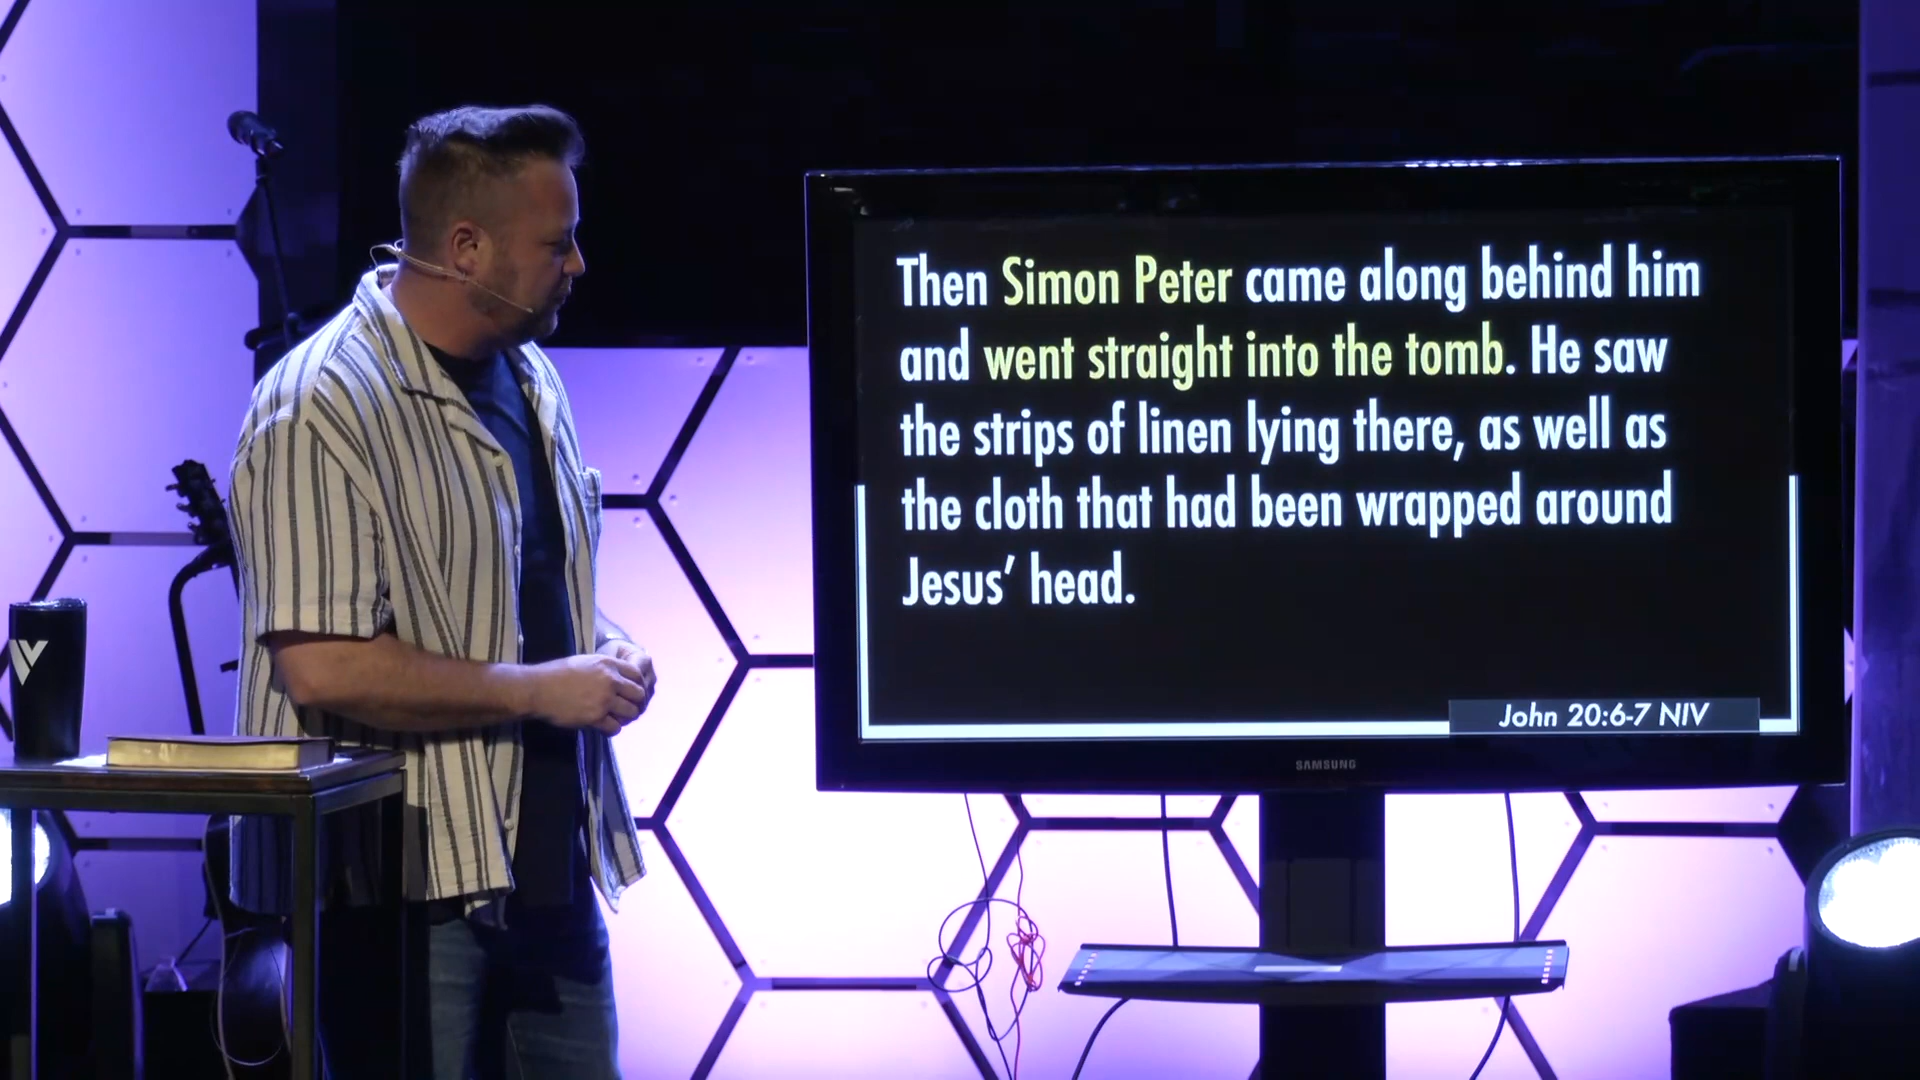 Then Simon Peter came along behind him
and went straight into the tomb. He saw
the strips of linen lying there, as well as
the cloth that had been wrapped around
Jesus’ head.
John 20:6-7 NIV
SAMSUNG